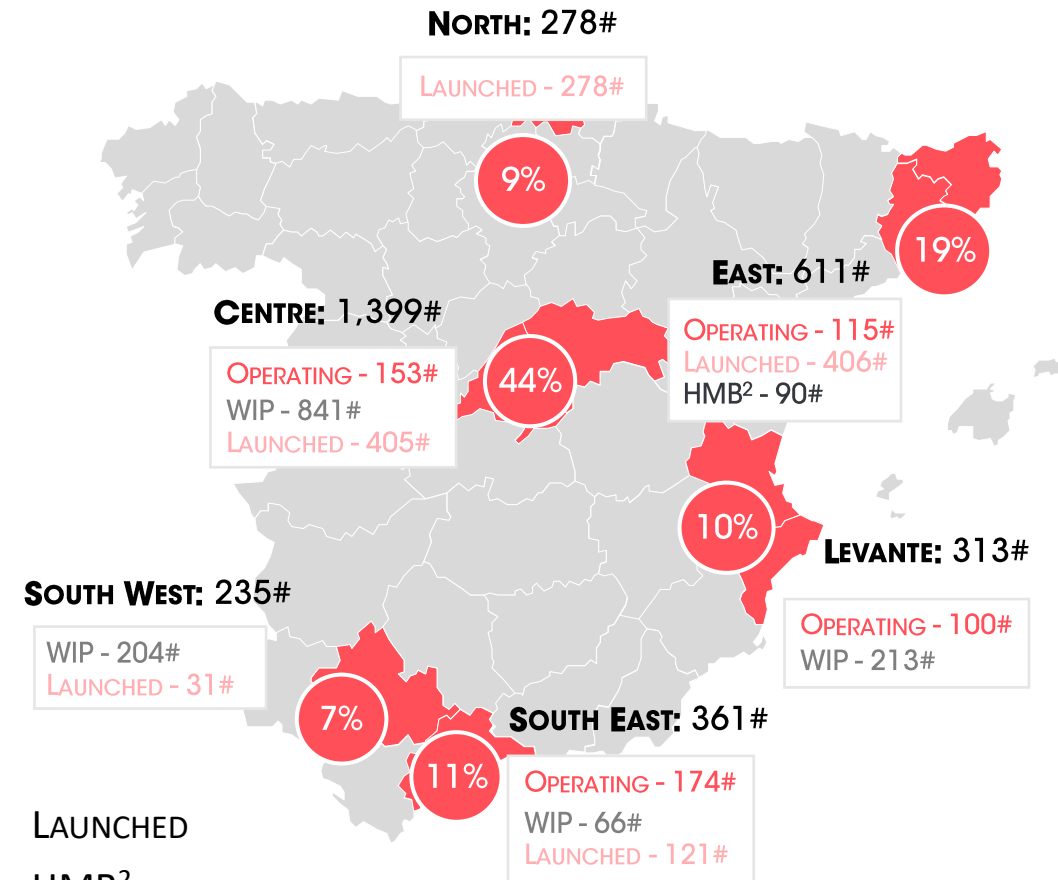 NORTH: 278#
LAUNCHED - 278#
9%
19%
EAST: 611#
OPERATING - 115#
LAUNCHED - 406#
HMB² - 90#
CENTRE: 1,399#
OPERATING - 153#
WIP - 841#
LAUNCHED - 405#
44%
10%
LEVANTE: 313#
OPERATING - 100#
WIP - 213#
SOUTH WEST: 235#
WIP - 204#
LAUNCHED - 31#
7%
SOUTH EAST: 361#
OPERATING - 174#
WIP - 66#
LAUNCHED - 121#
11%
LAUNCHED
HMB²